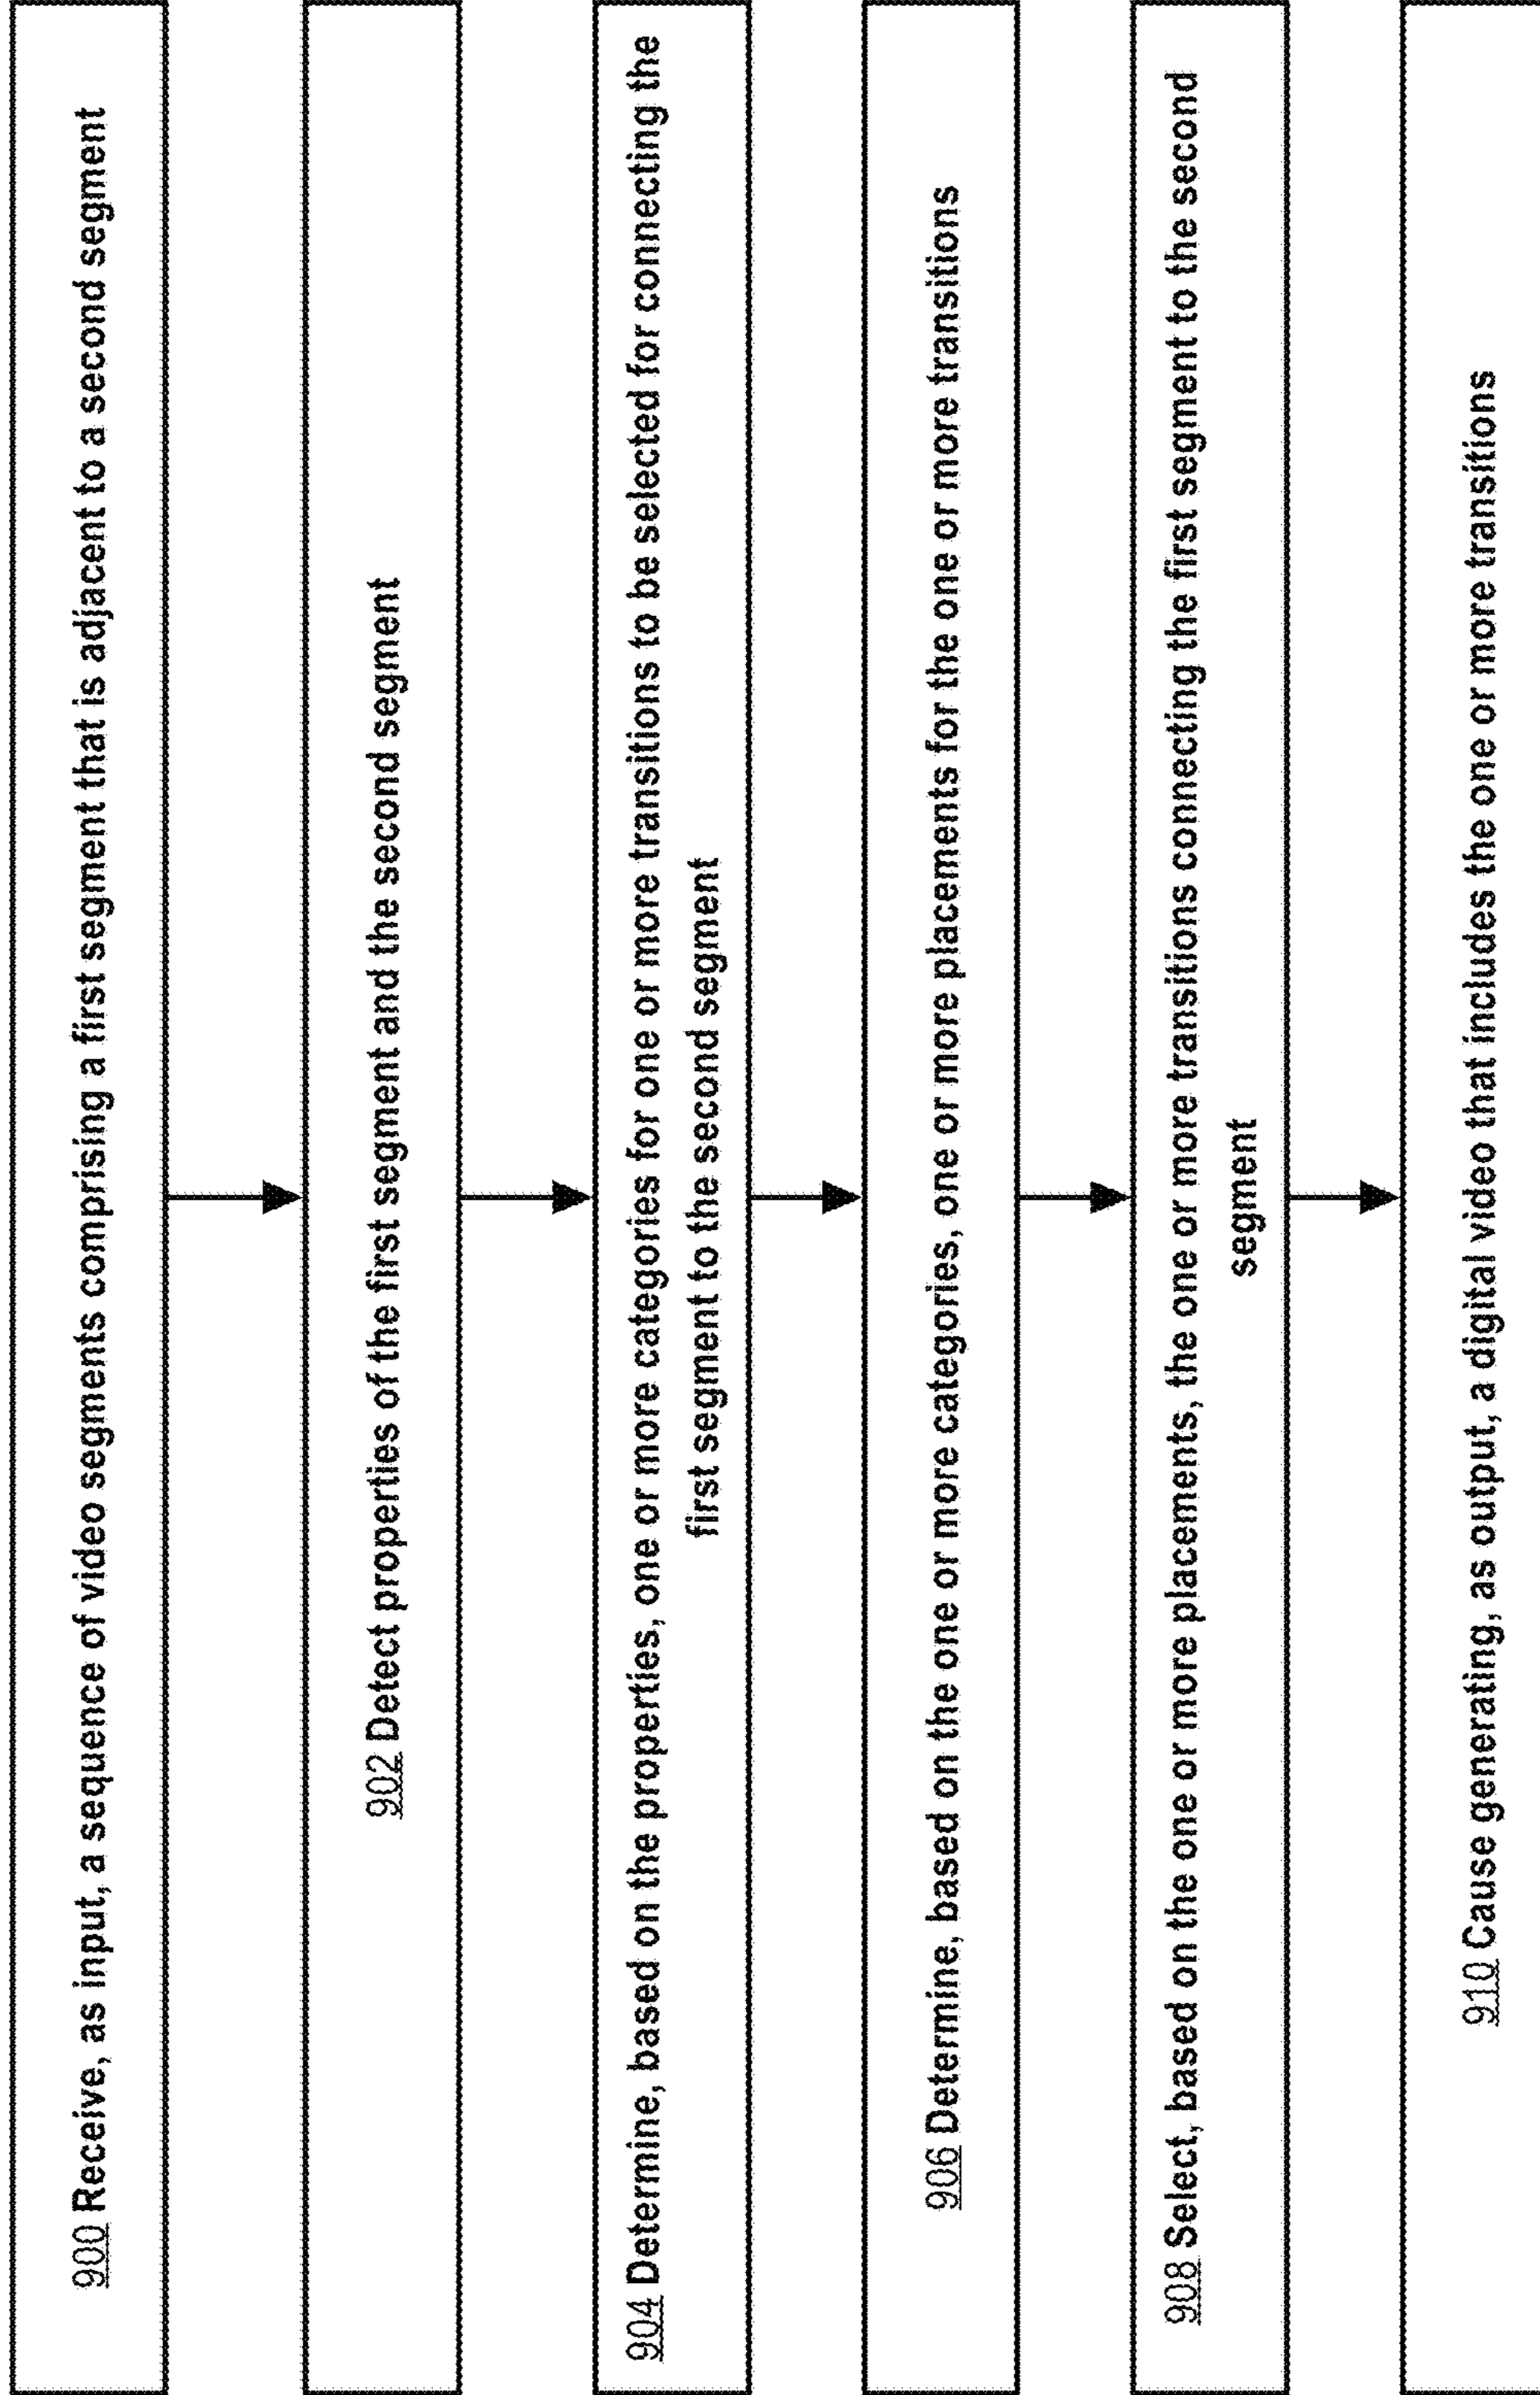 900 Receive, as input, a sequence of video segments comprising a first segment that is adjacent to a second segment
902 Detect properties of the first segment and the second segment
904 Determine, based on the properties, one or more categories for one or more transitions to be selected for connecting the
first segment to the second segment
906 Determine, based on the one or more categories, one or more placements for the one or more transitions
908 Select, based on the one or more placements, the one or more transitions connecting the first segment to the second
segment
910 Cause generating, as output, a digital video that includes the one or more transitions